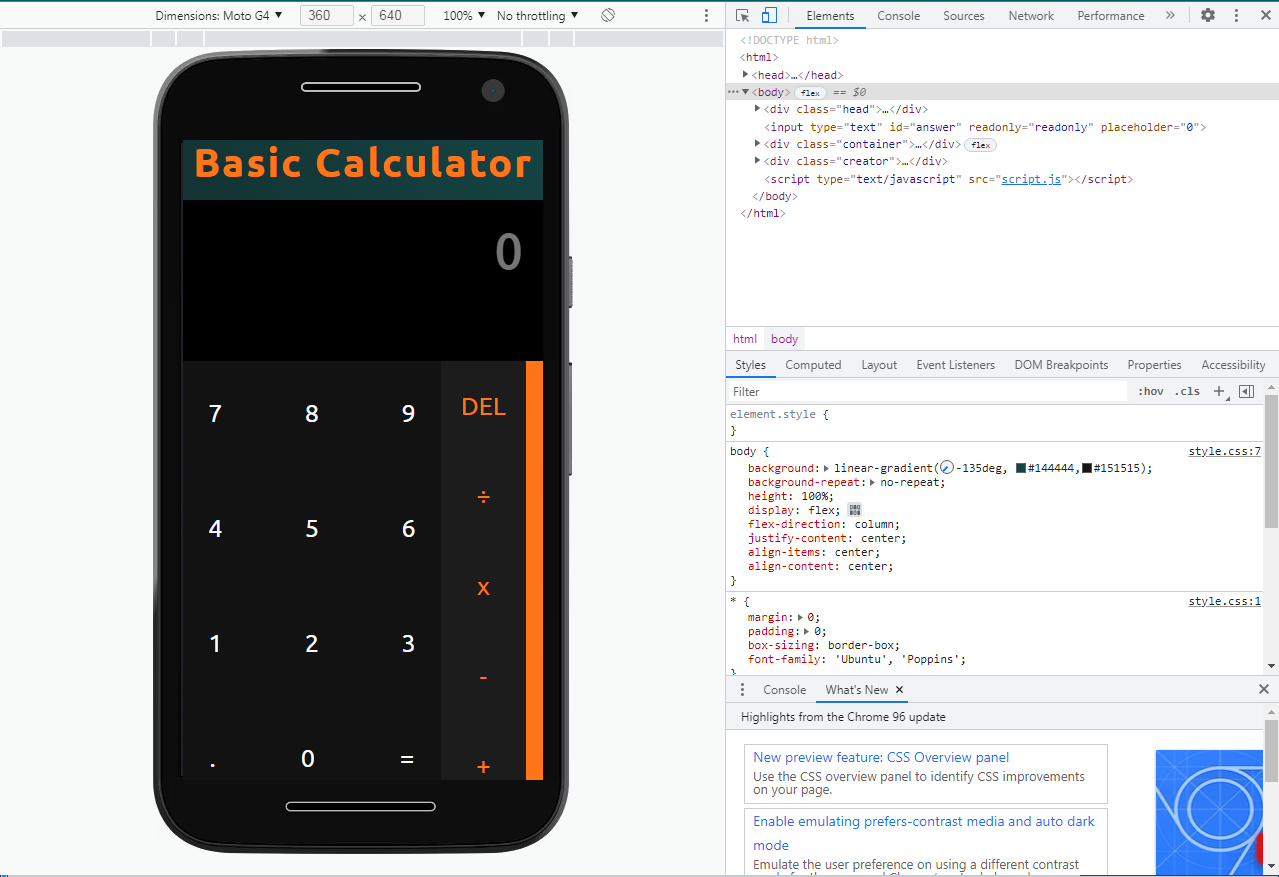 Dimensions: Moto G4 ▼ 360 × 640 100% ▼ No throttling ▼
Elements Console Sources Network Performance »
Basic Calculator
0
7 8 9 DEL
÷
4 5 6
x
1 2 3
-
. 0 = +
<!DOCTYPE html>
<html>
<head>…</head>
<body> flex == $0
<div class="head">…</div>
<input type="text" id="answer" readonly="readonly" placeholder="0">
<div class="container">…</div> flex
<div class="creator">…</div>
<script type="text/javascript" src="script.js"></script>
</body>
</html>
html body
Styles Computed Layout Event Listeners DOM Breakpoints Properties Accessibility
Filter :hov .cls +
element.style {
}
body { style.css:7
background: linear-gradient(-135deg, #144444,#151515);
background-repeat: no-repeat;
height: 100%;
display: flex;
flex-direction: column;
justify-content: center;
align-items: center;
align-content: center;
}
* { style.css:1
margin: 0;
padding: 0;
box-sizing: border-box;
font-family: 'Ubuntu', 'Poppins';
}
Console What's New ×
Highlights from the Chrome 96 update
New preview feature: CSS Overview panel
Use the CSS overview panel to identify CSS improvements
on your page.
Enable emulating prefers-contrast media and auto dark
mode
Emulate the user preference on using a different contrast